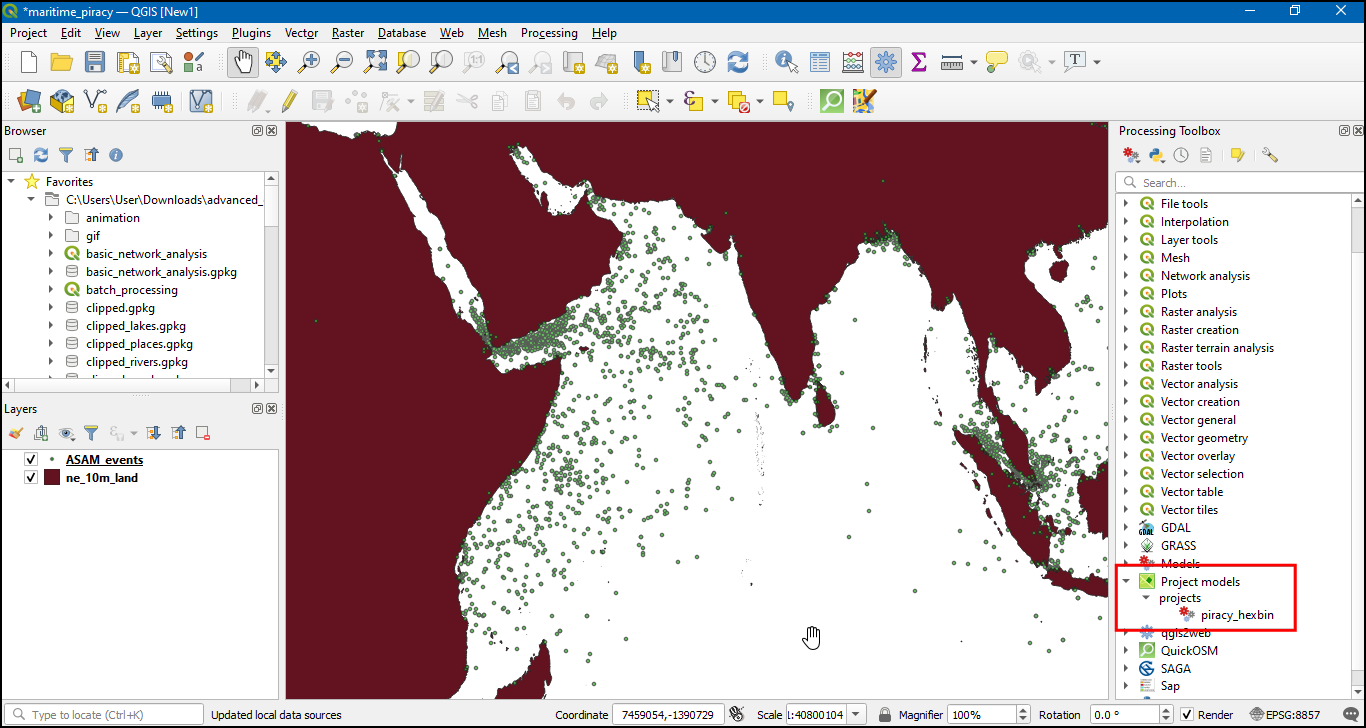 *maritime_piracy — QGIS [New1]
Project Edit View Layer Settings Plugins Vector Raster Database Web Mesh Processing Help
Browser
Favorites
C:\Users\User\Downloads\advanced_
animation
gif
basic_network_analysis
basic_network_analysis.gpkg
batch_processing
clipped.gpkg
clipped_lakes.gpkg
clipped_places.gpkg
clipped_rivers.gpkg
Layers
ASAM_events
ne_10m_land
Processing Toolbox
Search...
File tools
Interpolation
Layer tools
Mesh
Network analysis
Plots
Raster analysis
Raster creation
Raster terrain analysis
Raster tools
Vector analysis
Vector creation
Vector general
Vector geometry
Vector overlay
Vector selection
Vector table
Vector tiles
GDAL
GRASS
Models
Project models
projects
piracy_hexbin
qgis2web
QuickOSM
SAGA
Sap
Type to locate (Ctrl+K) Updated local data sources Coordinate 7459054,-1390729 Scale 1:40800104 Magnifier 100% Rotation 0.0 ° Render EPSG:8857